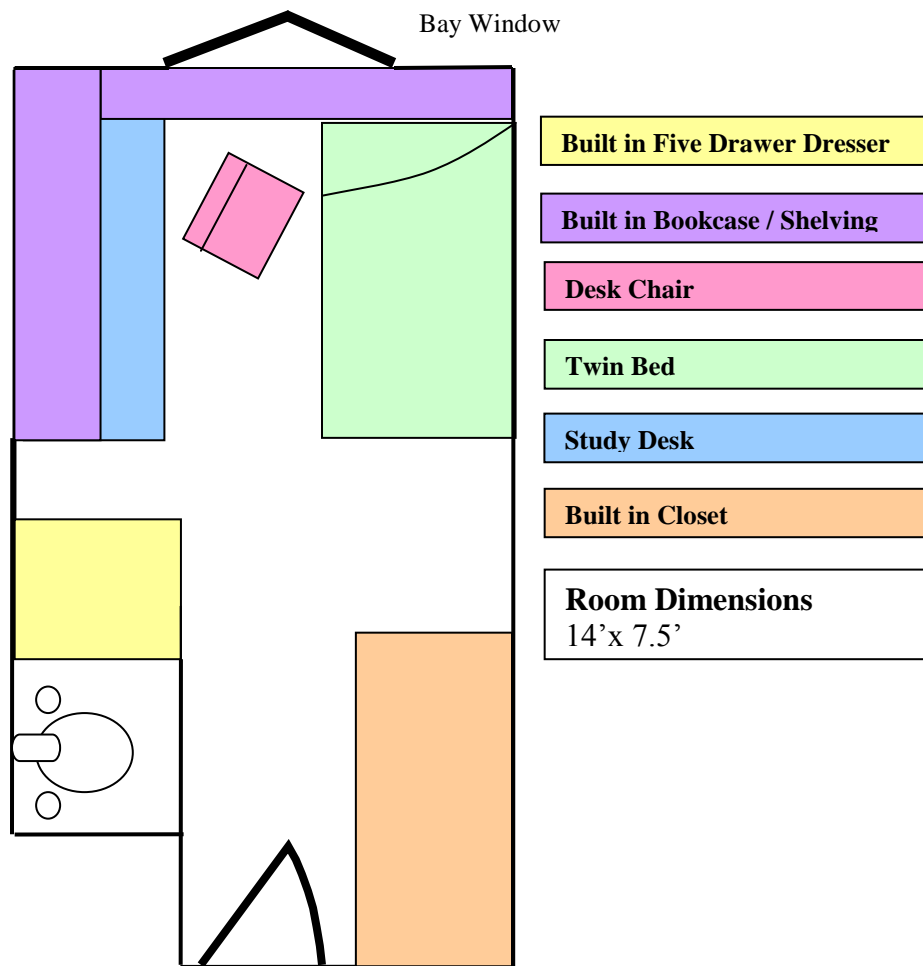 Bay Window
Built in Five Drawer Dresser
Built in Bookcase / Shelving
Desk Chair
Twin Bed
Study Desk
Built in Closet
Room Dimensions
14’x 7.5’